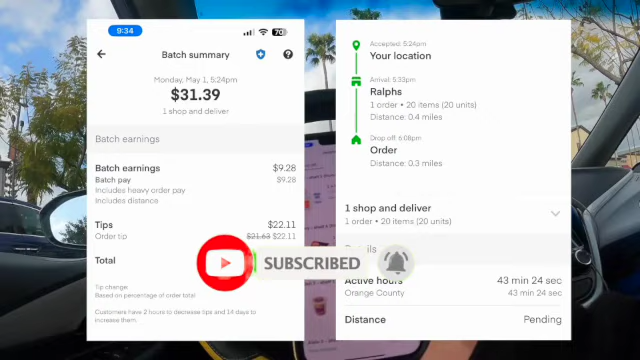 9:34
70
Batch summary
Monday, May 1, 5:24pm
$31.39
1 shop and deliver
Batch earnings
Batch earnings $9.28
Batch pay $9.28
Includes heavy order pay
Includes distance
Tips $22.11
Order tip $21.63 $22.11
Total
Tip change:
Based on percentage of order total
Customers have 2 hours to decrease tips and 14 days to
increase them.
Accepted: 5:24pm
Your location
Arrival: 5:33pm
Ralphs
1 order • 20 items (20 units)
Distance: 0.4 miles
Drop off: 6:08pm
Order
Distance: 0.3 miles
1 shop and deliver
1 order • 20 items (20 units)
Details
SUBSCRIBED
Active hours 43 min 24 sec
Orange County 43 min 24 sec
Distance Pending